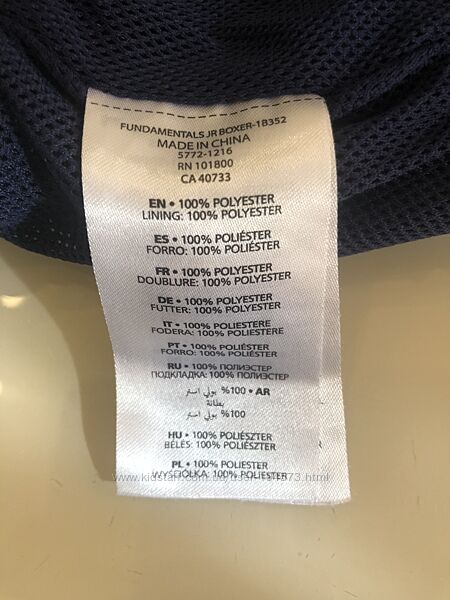 FUNDAMENTALS JR BOXER-1B352
MADE IN CHINA
5772-1216
RN 101800
CA 40733
EN • 100% POLYESTER
LINING: 100% POLYESTER
ES • 100% POLIÉSTER
FORRO: 100% POLIÉSTER
FR • 100% POLYESTER
DOUBLURE: 100% POLYESTER
DE • 100% POLYESTER
FUTTER: 100% POLYESTER
IT • 100% POLIESTERE
FODERA: 100% POLIESTERE
PT • 100% POLIÉSTER
FORRO: 100% POLIÉSTER
RU • 100% ПОЛИЭСТЕР
ПОДКЛАДКА: 100% ПОЛИЭСТЕР
AR • 100% بولي استر
بطانة
100% بولي استر
HU • 100% POLIÉSZTER
BÉLÉS: 100% POLIÉSZTER
PL • 100% POLIESTER
WYŚCIÓŁKA: 100% POLIESTER